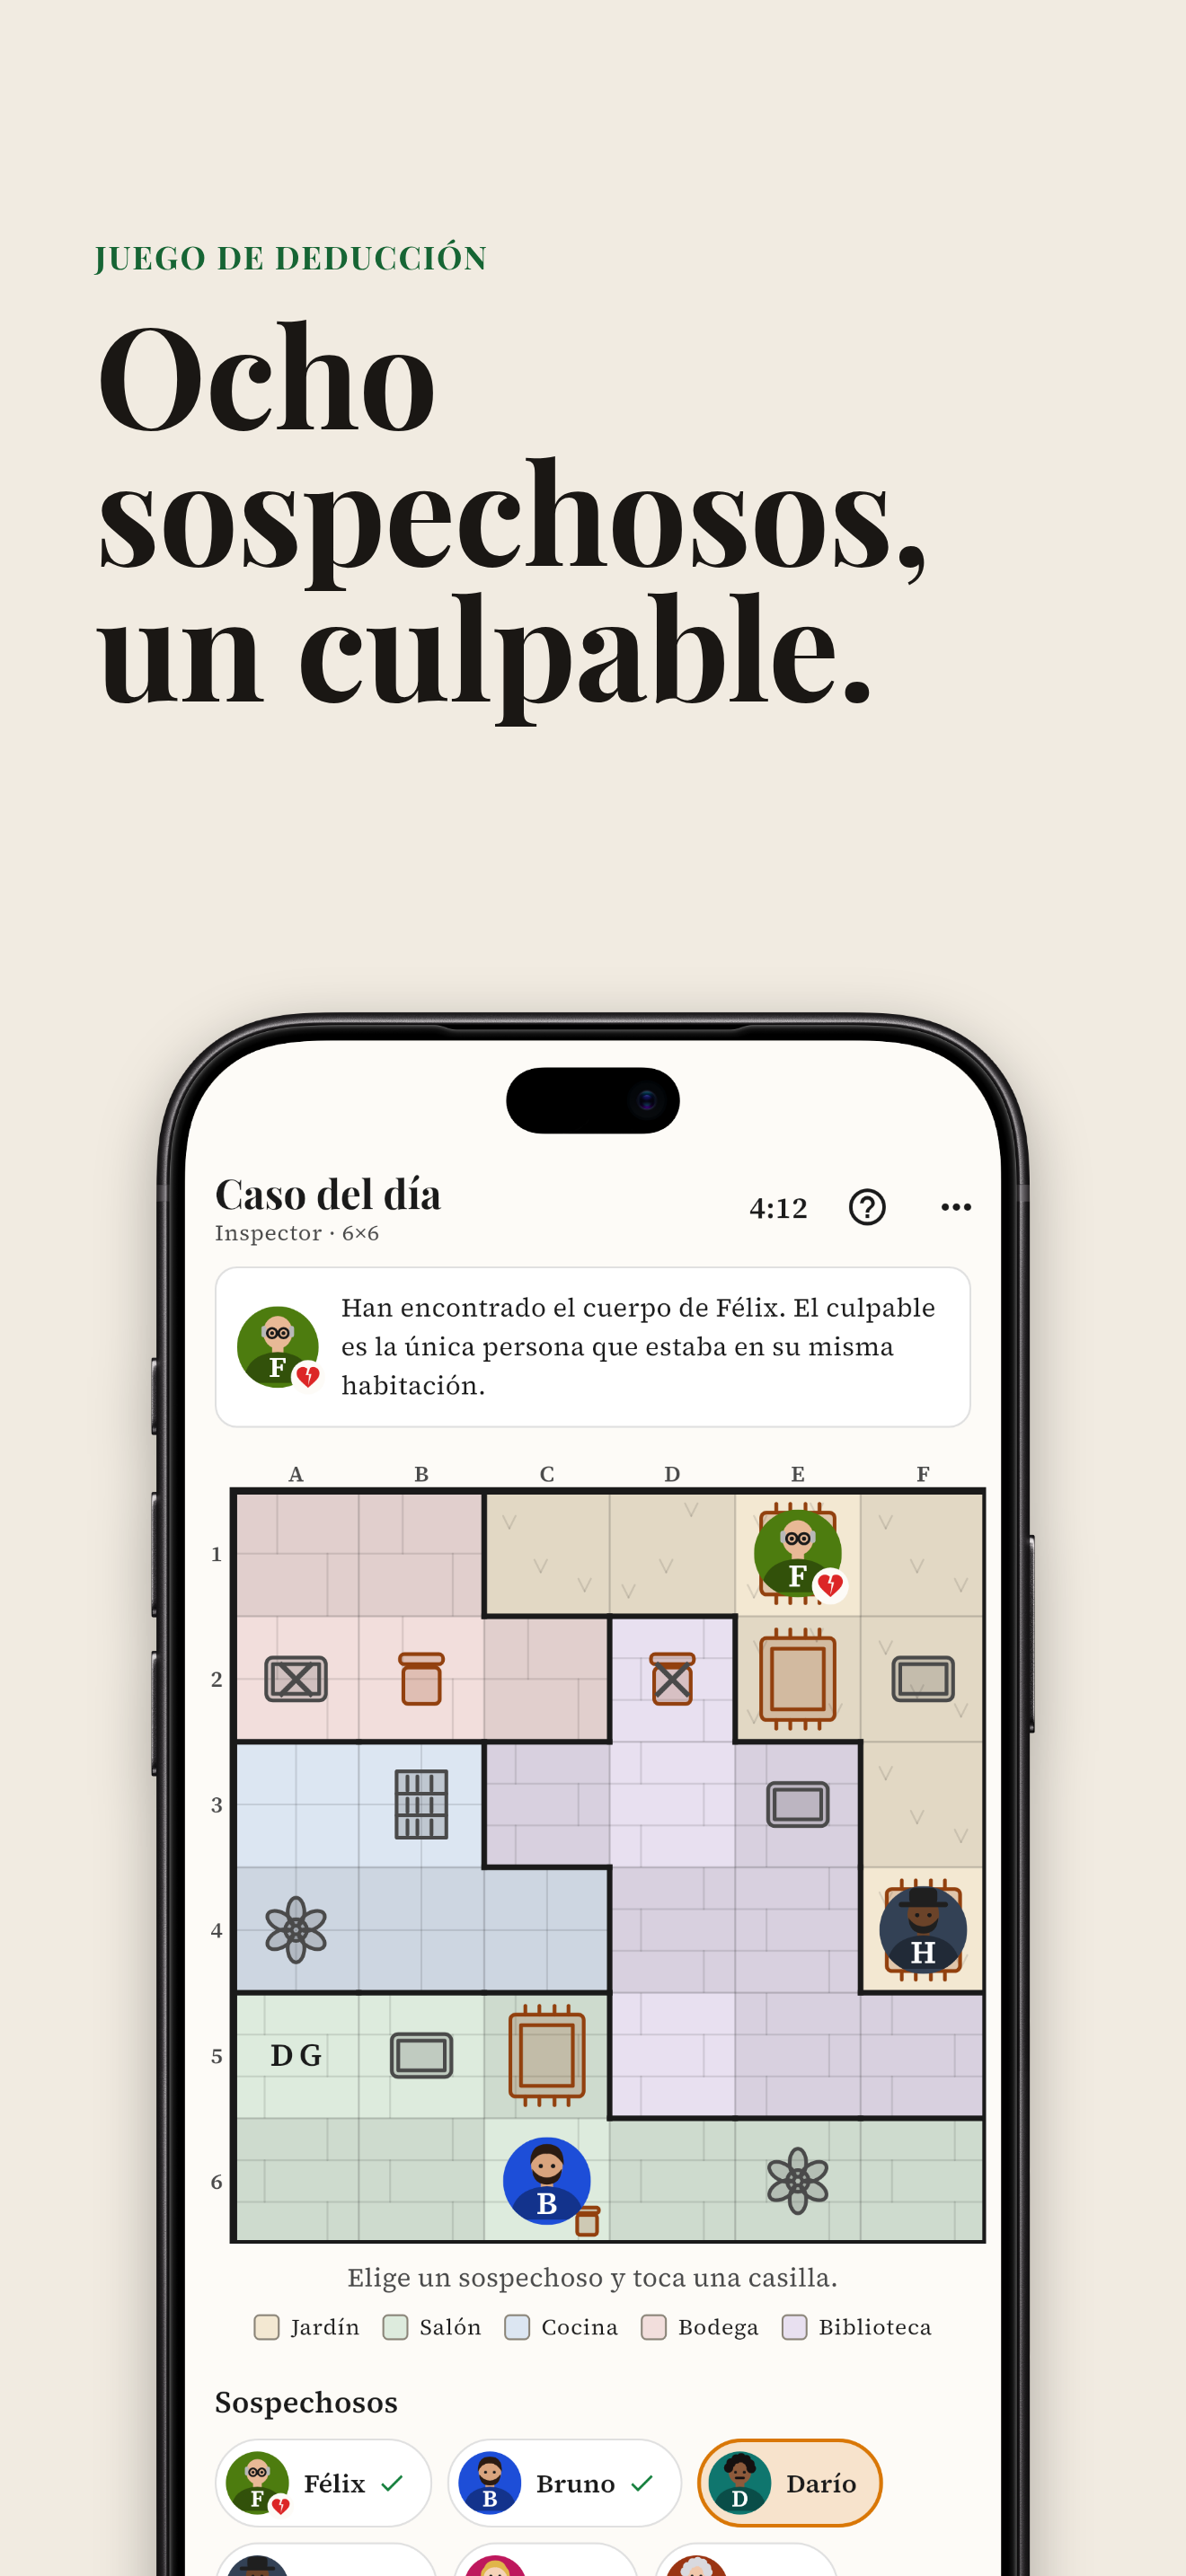 JUEGO DE DEDUCCIÓN
Ocho
sospechosos,
un culpable.
Caso del día
Inspector · 6×6
4:12
Han encontrado el cuerpo de Félix. El culpable
es la única persona que estaba en su misma
habitación.
F
A B C D E F
1
F
2
3
4
H
5
D G
6
B
Elige un sospechoso y toca una casilla.
Jardín Salón Cocina Bodega Biblioteca
Sospechosos
F Félix B Bruno D Darío